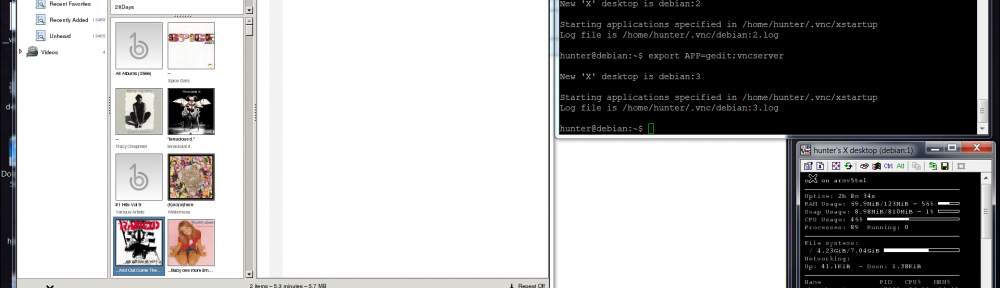 Recent Favorites
Recently Added
Unheard
Videos
4
28Days
All Albums (2566)
SPICE
--
Spice Girls
--
Tracy Chapman
"tenacious d."
tenacious d.
#1 Hits Vol 9
Various Artists
Wilderness
RANCID
...And Out Come The...
...Baby one more tim...
2 items – 5.3 minutes – 5.7 MB
Repeat Off
New 'X' desktop is debian:2
Starting applications specified in /home/hunter/.vnc/xstartup
Log file is /home/hunter/.vnc/debian:2.log
hunter@debian:~$ export APP=gedit;vncserver
New 'X' desktop is debian:3
Starting applications specified in /home/hunter/.vnc/xstartup
Log file is /home/hunter/.vnc/debian:3.log
hunter@debian:~$
hunter's X desktop (debian:1)
Ctrl Alt
on armv5tel
Uptime: 2h 8m 34s
RAM Usage: 69.9MiB/123MiB - 56%
Swap Usage: 8.98MiB/810MiB - 1%
CPU Usage: 46%
Processes: 89 Running: 0
File systems:
/ 4.23GiB/7.04GiB
Networking:
Up: 41.1KiB - Down: 1.38KiB
Name PID CPU% MEM%